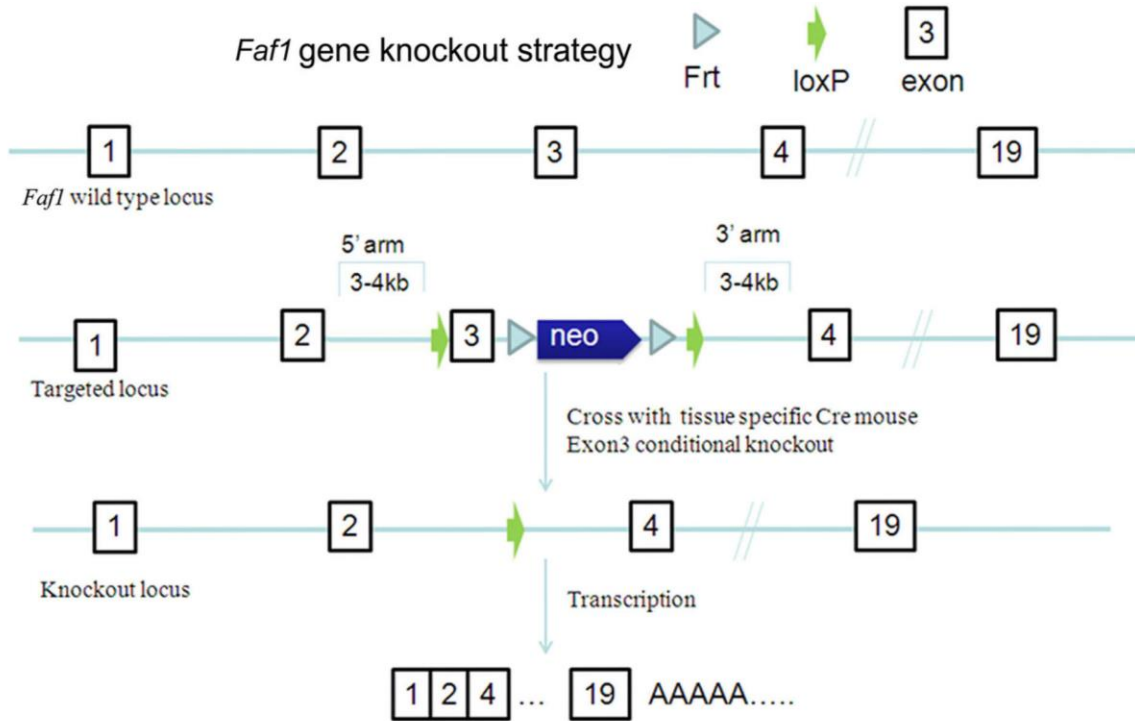 Faf1 gene knockout strategy
Frt
loxP
3
exon
1 2 3 4 19
Faf1 wild type locus
5' arm
3-4kb
3' arm
3-4kb
1 2 3 neo 4 19
Targeted locus
Cross with tissue specific Cre mouse
Exon3 conditional knockout
1 2 4 19
Knockout locus
Transcription
1 2 4 ... 19 AAAAA.....